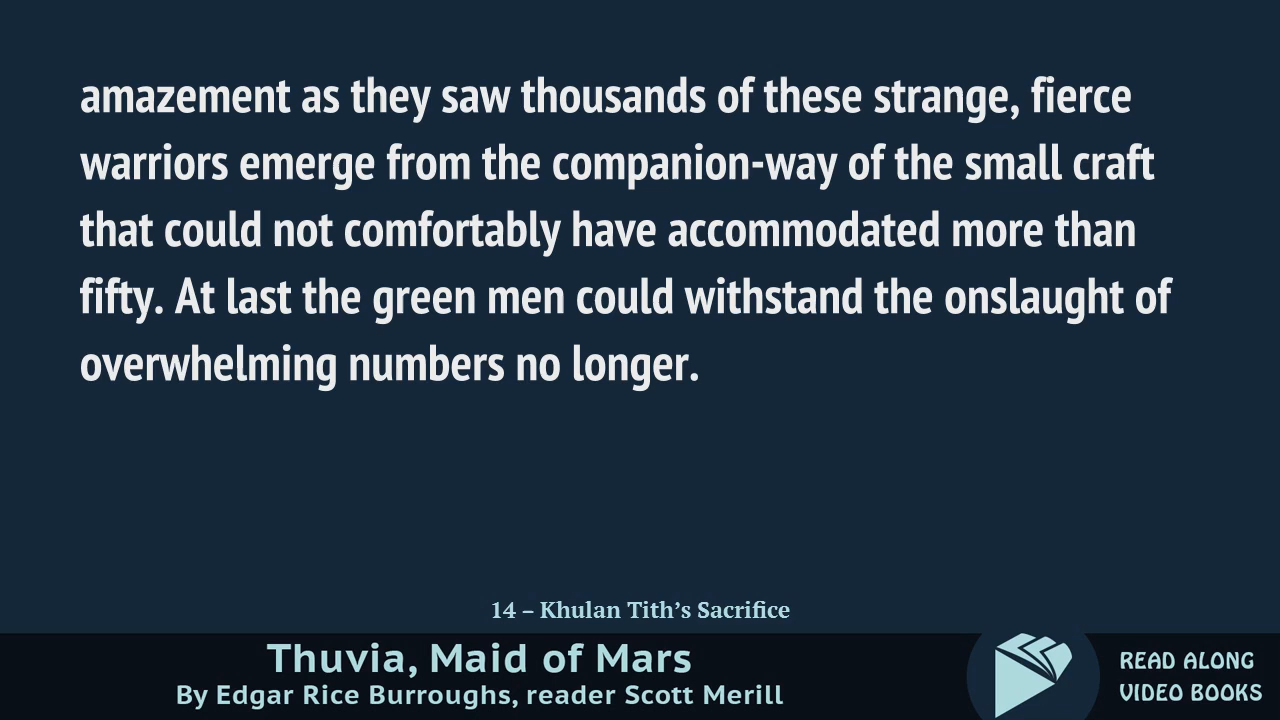 amazement as they saw thousands of these strange, fierce
warriors emerge from the companion-way of the small craft
that could not comfortably have accommodated more than
fifty. At last the green men could withstand the onslaught of
overwhelming numbers no longer.
14 – Khulan Tith’s Sacrifice
Thuvia, Maid of Mars
By Edgar Rice Burroughs, reader Scott Merill
READ ALONG
VIDEO BOOKS